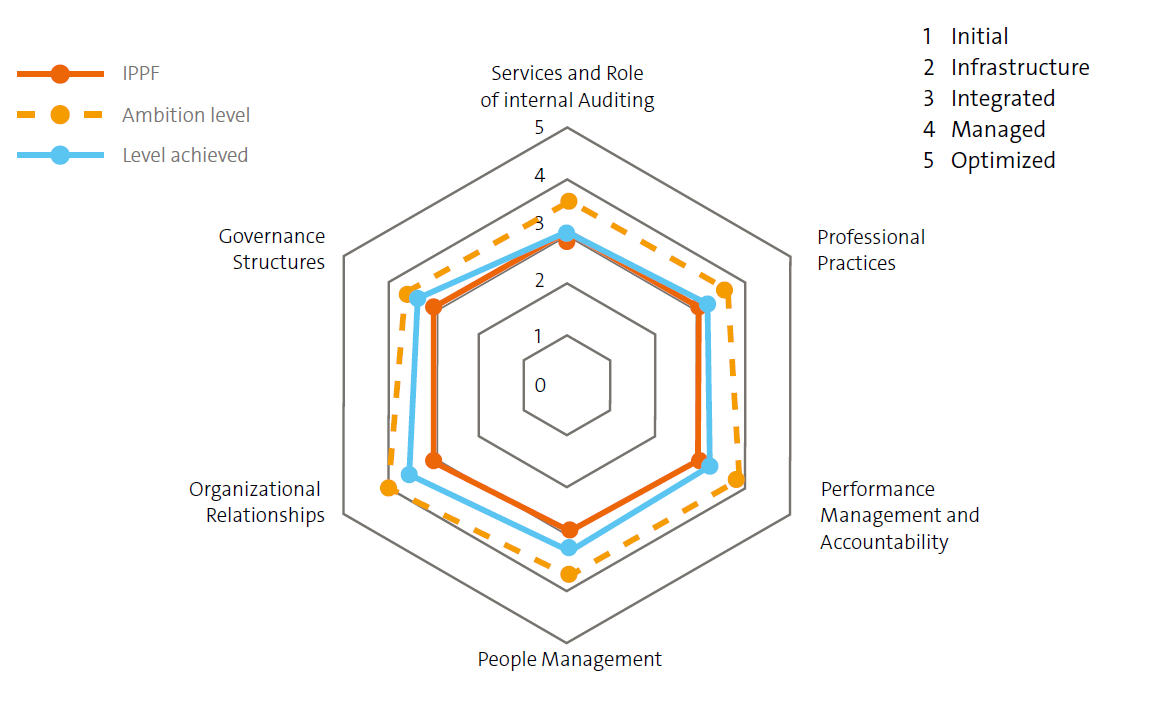 IPPF
Ambition level
Level achieved
1 Initial
2 Infrastructure
3 Integrated
4 Managed
5 Optimized
Services and Role
of internal Auditing
5
4
3
2
1
0
Governance
Structures
Professional
Practices
Organizational
Relationships
Performance
Management and
Accountability
People Management